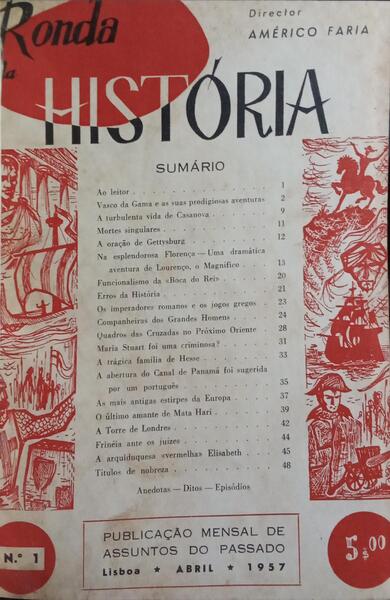 Ronda
da
HISTÓRIA
Director
AMÉRICO FARIA
SUMÁRIO
Ao leitor . . . . . . . . . . . . 1
Vasco da Gama e as suas prodigiosas aventuras 2
A turbulenta vida de Casanova . . . . . . 9
Mortes singulares . . . . . . . . . . 11
A oração de Gettysburg . . . . . . . . 12
Na esplendorosa Florença — Uma dramática
aventura de Lourenço, o Magnífico . . . . 13
Funcionalismo da «Boca do Rei» . . . . . 20
Erros da História . . . . . . . . . . 21
Os imperadores romanos e os jogos gregos . . 23
Companheiras dos Grandes Homens . . . . 24
Quadros das Cruzadas no Próximo Oriente . . 28
Maria Stuart foi uma criminosa? . . . . . 31
A trágica família de Hesse . . . . . . . 33
A abertura do Canal de Panamá foi sugerida
por um português . . . . . . . . . 35
As mais antigas estirpes da Europa . . . . 37
O último amante de Mata Hari . . . . . . 39
A Torre de Londres . . . . . . . . . 42
Frinéia ante os juízes . . . . . . . . . 44
A arquiduquesa «vermelha» Elisabeth . . . . 45
Títulos de nobreza . . . . . . . . . . 48
Anedotas — Ditos — Episódios
N.º 1
PUBLICAÇÃO MENSAL DE
ASSUNTOS DO PASSADO
Lisboa ★ ABRIL ★ 1957
5$00